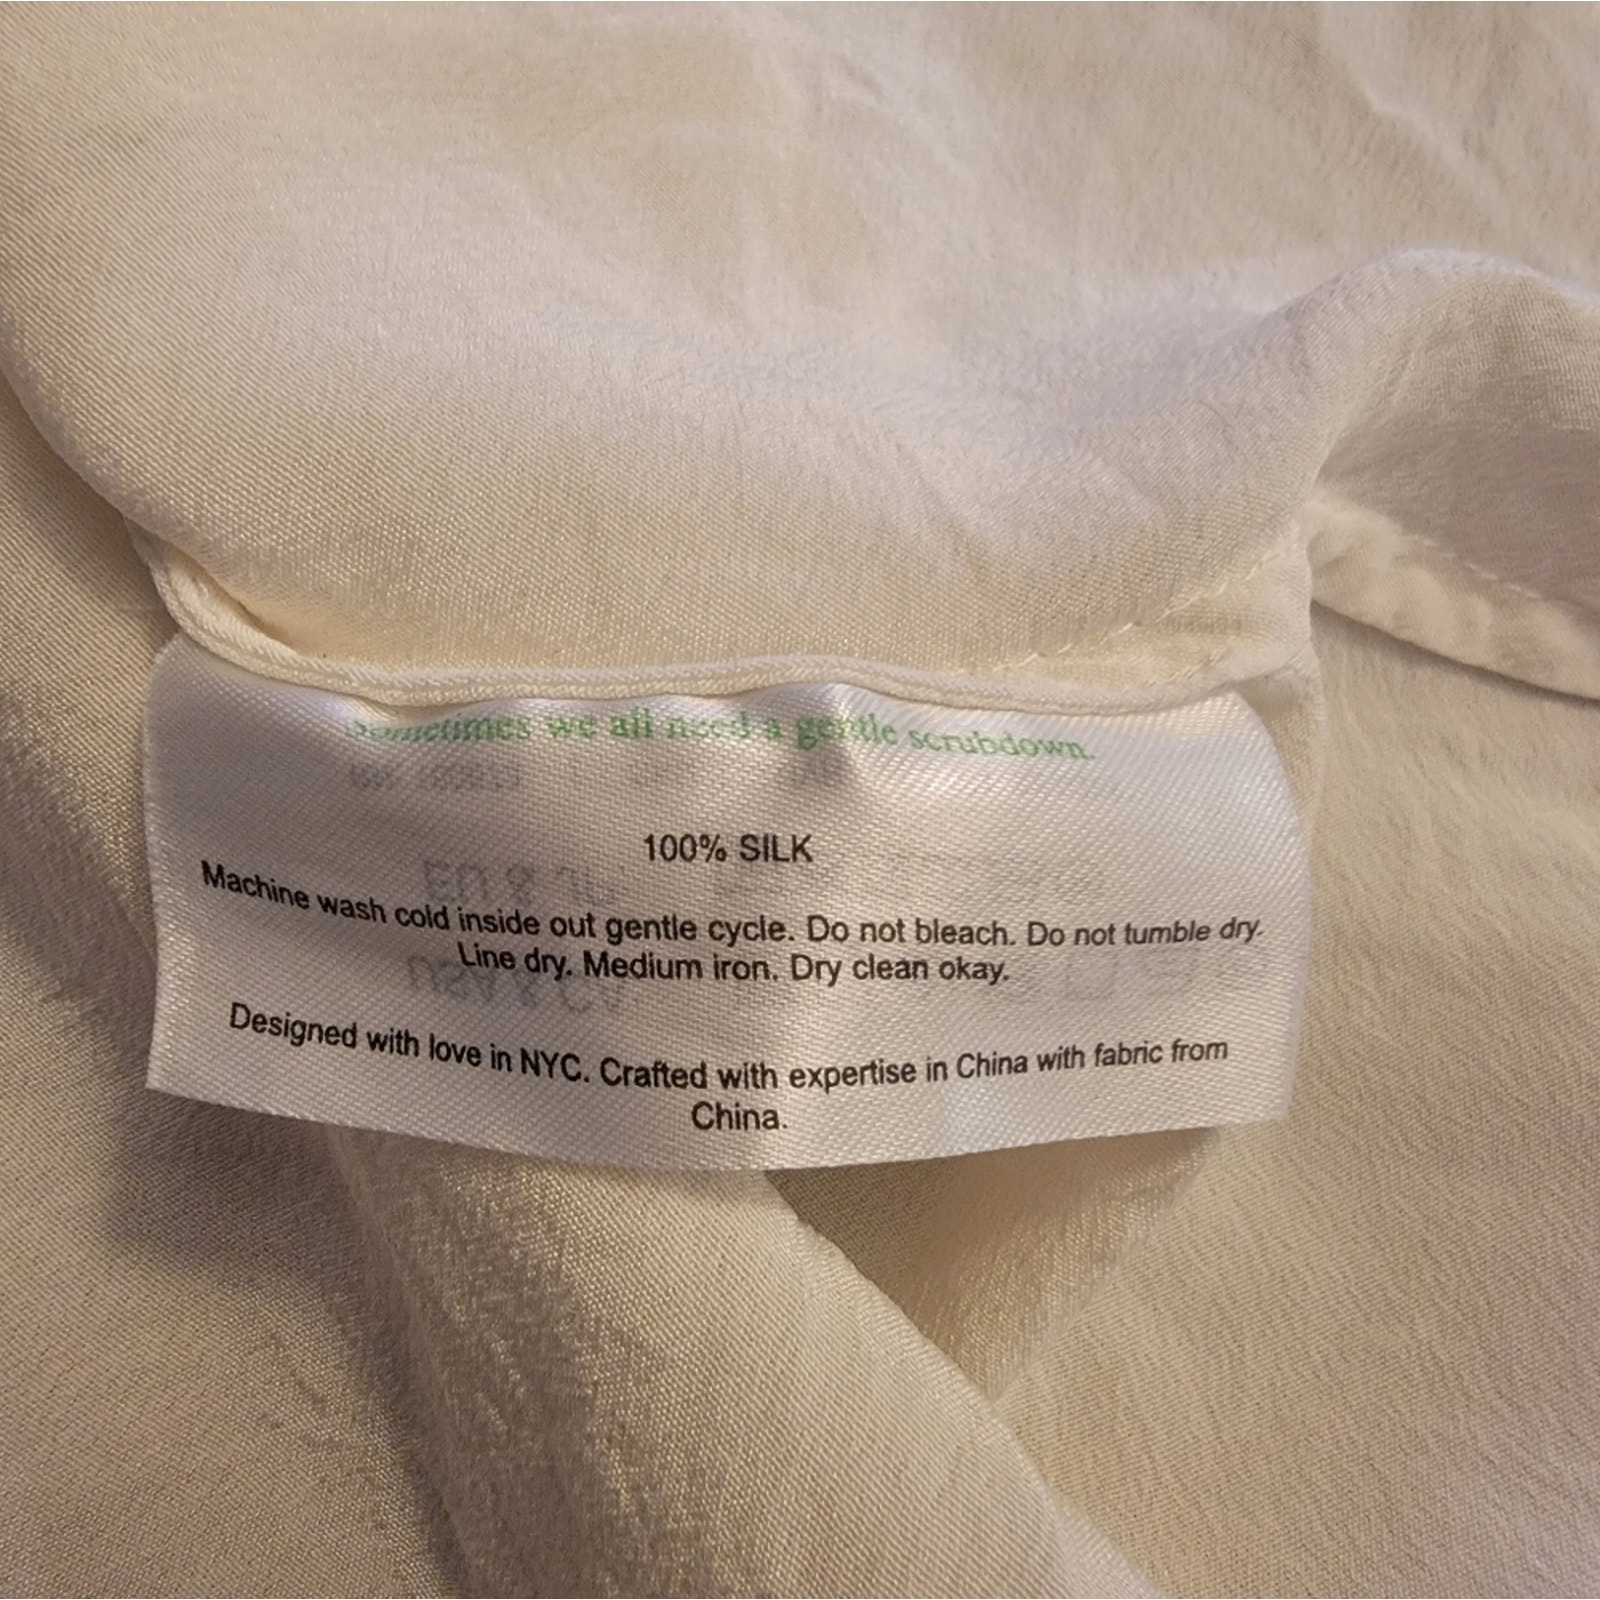 Sometimes we all need a gentle scrubdown.
100% SILK
Machine wash cold inside out gentle cycle. Do not bleach. Do not tumble dry.
Line dry. Medium iron. Dry clean okay.
Designed with love in NYC. Crafted with expertise in China with fabric from
China.